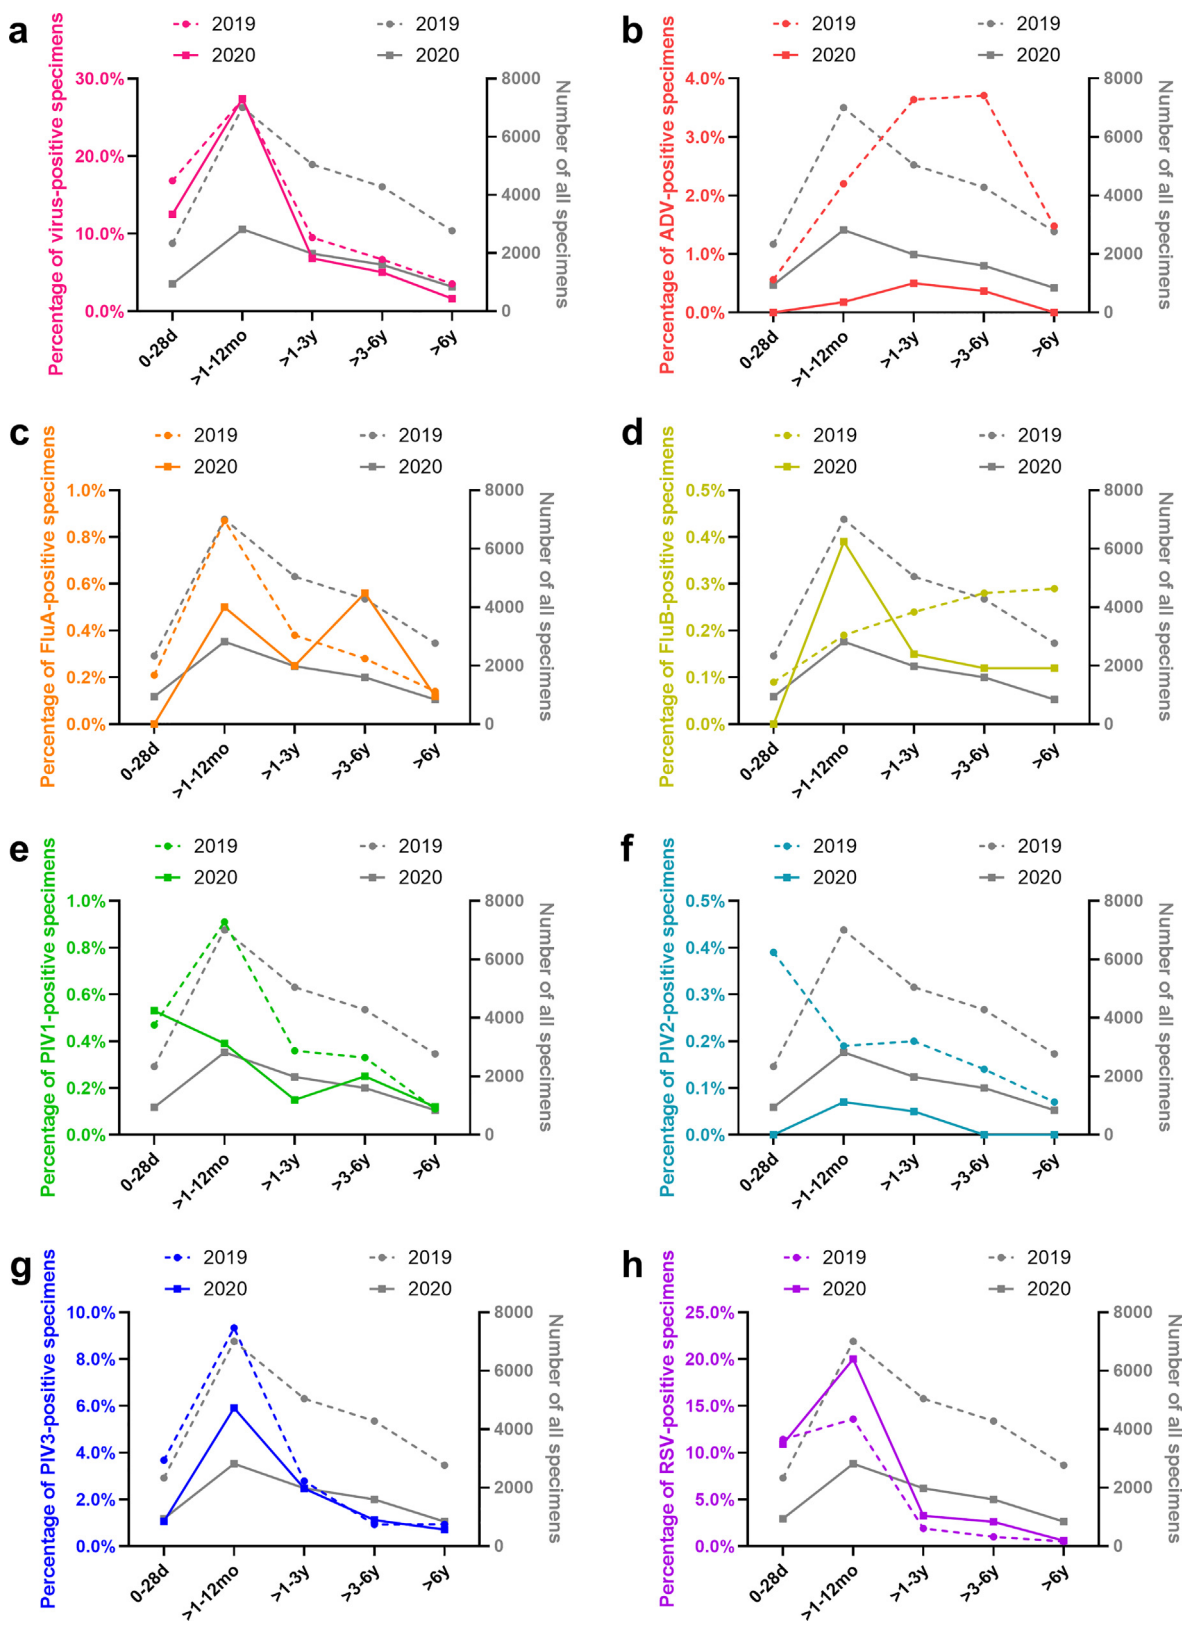 a
2019
2020
2019
2020
Percentage of virus-positive specimens
30.0%
20.0%
10.0%
0.0%
8000
6000
4000
2000
0
Number of all specimens
0-28d
>1-12mo
>1-3y
>3-6y
>6y
b
2019
2020
2019
2020
Percentage of ADV-positive specimens
4.0%
3.0%
2.0%
1.0%
0.0%
8000
6000
4000
2000
0
Number of all specimens
0-28d
>1-12mo
>1-3y
>3-6y
>6y
c
2019
2020
2019
2020
Percentage of FluA-positive specimens
1.0%
0.8%
0.6%
0.4%
0.2%
0.0%
8000
6000
4000
2000
0
Number of all specimens
0-28d
>1-12mo
>1-3y
>3-6y
>6y
d
2019
2020
2019
2020
Percentage of FluB-positive specimens
0.5%
0.4%
0.3%
0.2%
0.1%
0.0%
8000
6000
4000
2000
0
Number of all specimens
0-28d
>1-12mo
>1-3y
>3-6y
>6y
e
2019
2020
2019
2020
Percentage of PIV1-positive specimens
1.0%
0.8%
0.6%
0.4%
0.2%
0.0%
8000
6000
4000
2000
0
Number of all specimens
0-28d
>1-12mo
>1-3y
>3-6y
>6y
f
2019
2020
2019
2020
Percentage of PIV2-positive specimens
0.5%
0.4%
0.3%
0.2%
0.1%
0.0%
8000
6000
4000
2000
0
Number of all specimens
0-28d
>1-12mo
>1-3y
>3-6y
>6y
g
2019
2020
2019
2020
Percentage of PIV3-positive specimens
10.0%
8.0%
6.0%
4.0%
2.0%
0.0%
8000
6000
4000
2000
0
Number of all specimens
0-28d
>1-12mo
>1-3y
>3-6y
>6y
h
2019
2020
2019
2020
Percentage of RSV-positive specimens
25.0%
20.0%
15.0%
10.0%
5.0%
0.0%
8000
6000
4000
2000
0
Number of all specimens
0-28d
>1-12mo
>1-3y
>3-6y
>6y